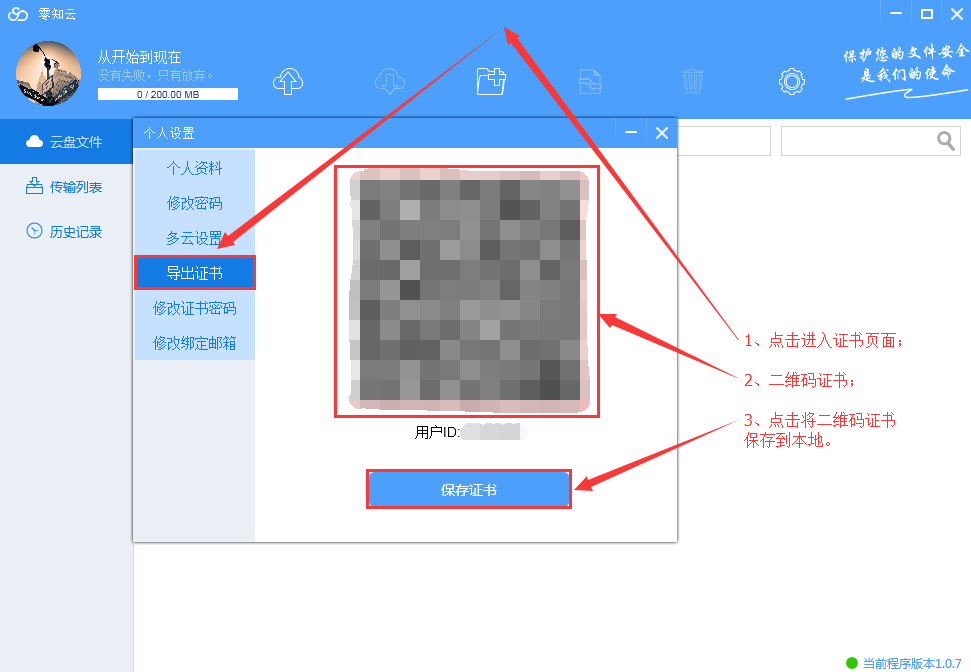 零知云
从开始到现在
没有失败，只有放弃。
0 / 200.00 MB
保护您的文件安全
是我们的使命
云盘文件
传输列表
历史记录
个人设置
个人资料
修改密码
多云设置
导出证书
修改证书密码
修改绑定邮箱
用户ID:
保存证书
1、点击进入证书页面；
2、二维码证书；
3、点击将二维码证书
保存到本地。
当前程序版本1.0.7